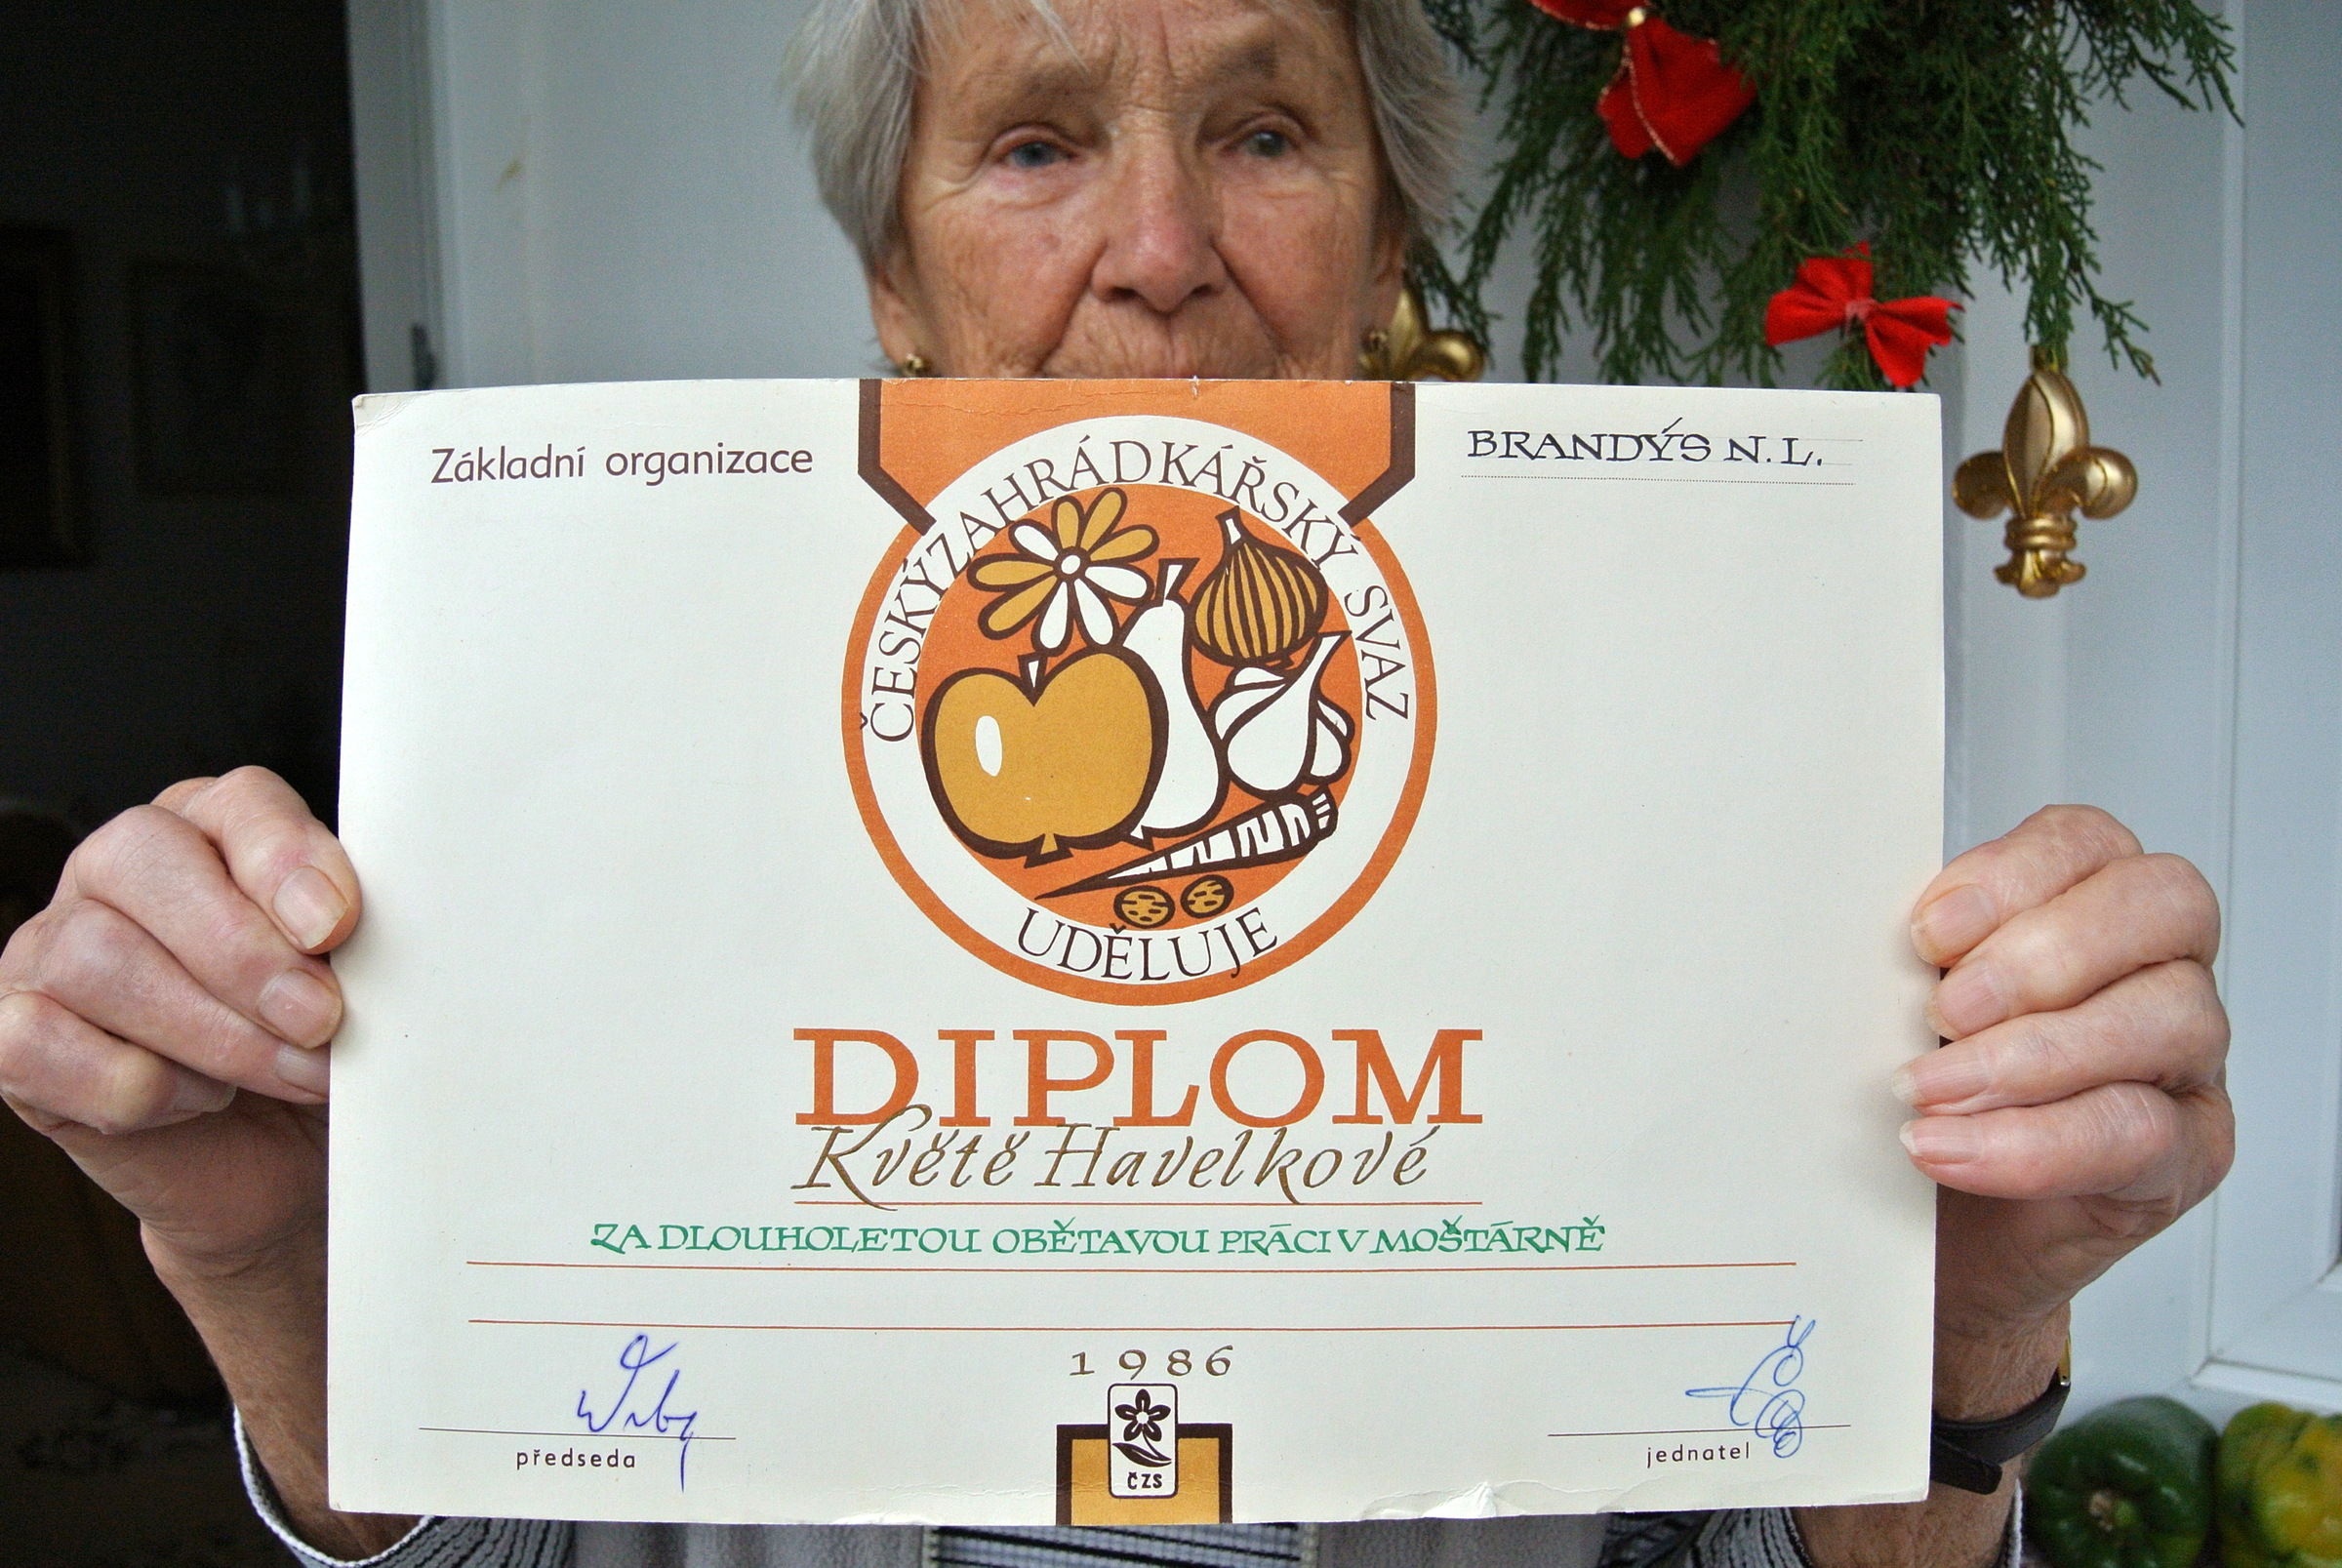 Základní organizace
BRANDÝS N. L.
ČESKÝ ZAHRÁDKÁŘSKÝ SVAZ
UDĚLUJE
DIPLOM
Květě Havelkové
ZA DLOUHOLETOU OBĚTAVOU PRÁCI V MOŠTÁRNĚ
1986
předseda
jednatel
ČZS